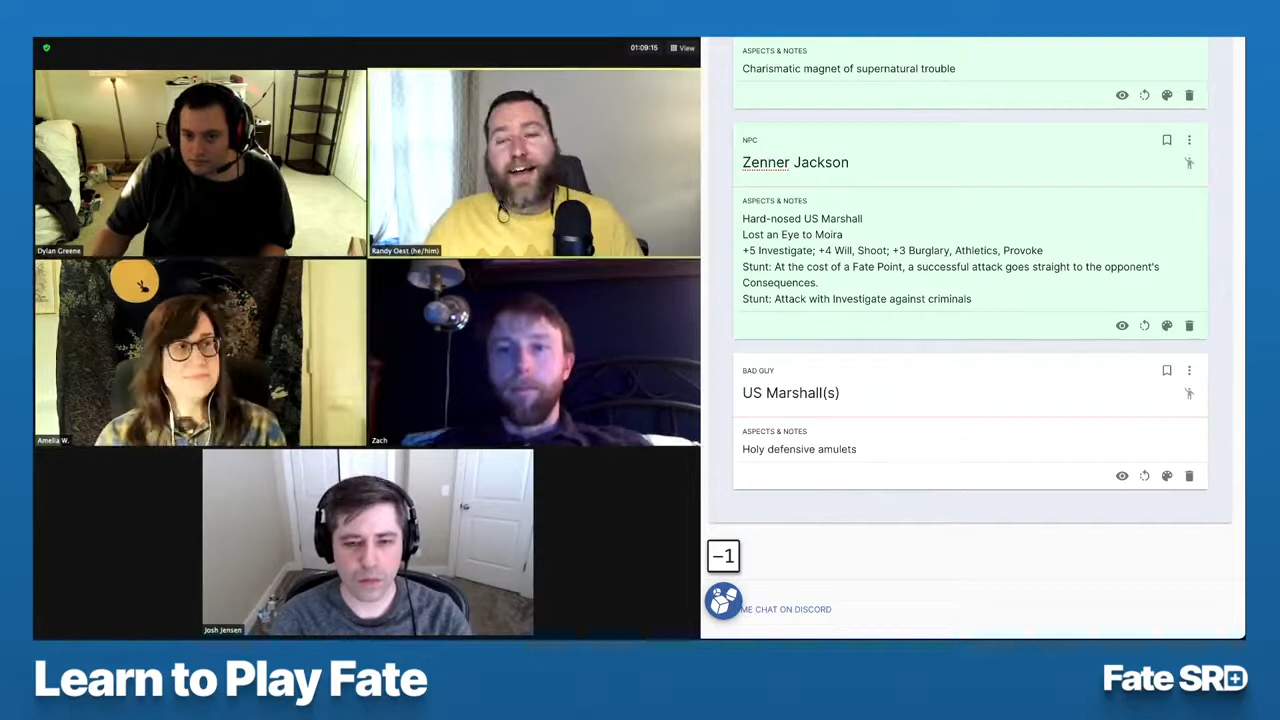 01:09:15
View
Dylan Greene
Randy Oest (he/him)
Amelia W.
Zach
Josh Jensen
ASPECTS & NOTES
Charismatic magnet of supernatural trouble
NPC
Zenner Jackson
ASPECTS & NOTES
Hard-nosed US Marshall
Lost an Eye to Moira
+5 Investigate; +4 Will, Shoot; +3 Burglary, Athletics, Provoke
Stunt: At the cost of a Fate Point, a successful attack goes straight to the opponent's
Consequences.
Stunt: Attack with Investigate against criminals
BAD GUY
US Marshall(s)
ASPECTS & NOTES
Holy defensive amulets
−1
ME CHAT ON DISCORD
Learn to Play Fate
Fate SRD